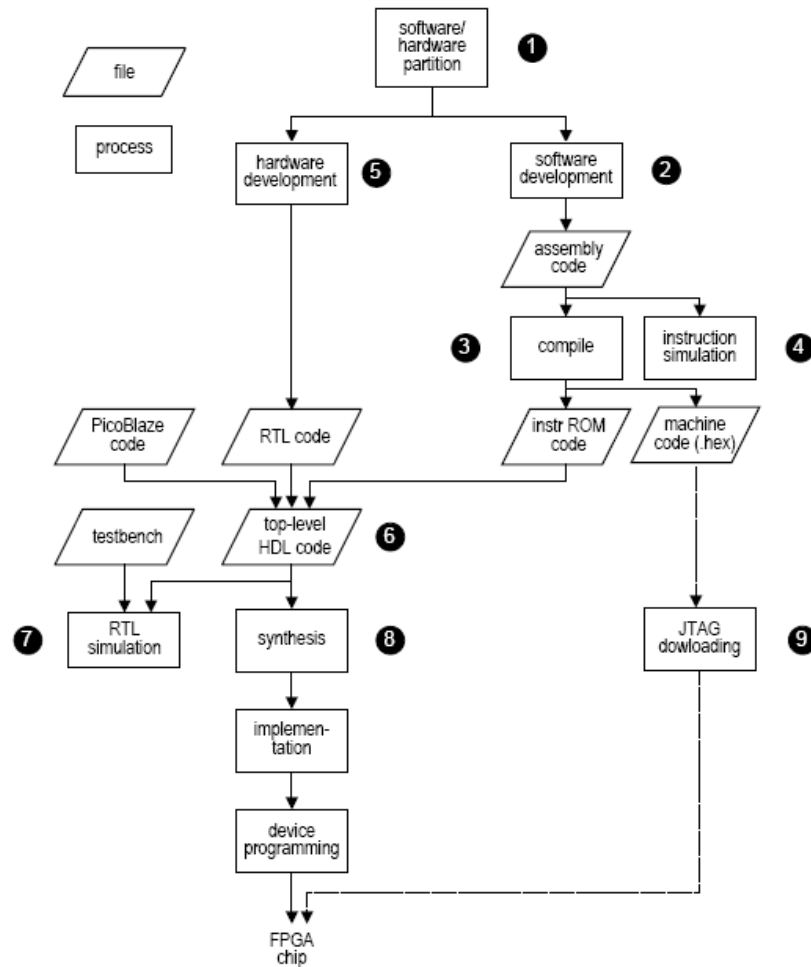 software/
hardware
partition
1
file
process
hardware
development
5
software
development
2
assembly
code
3
compile
instruction
simulation
4
PicoBlaze
code
RTL code
instr ROM
code
machine
code (.hex)
testbench
top-level
HDL code
6
7
RTL
simulation
synthesis
8
JTAG
dowloading
9
implemen-
tation
device
programming
FPGA
chip